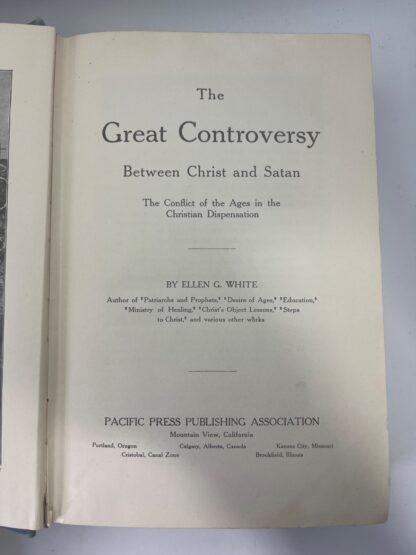 The
Great Controversy
Between Christ and Satan
The Conflict of the Ages in the
Christian Dispensation
BY ELLEN G. WHITE
Author of "Patriarchs and Prophets," "Desire of Ages," "Education,"
"Ministry of Healing," "Christ's Object Lessons," "Steps
to Christ," and various other works
PACIFIC PRESS PUBLISHING ASSOCIATION
Mountain View, California
Portland, Oregon Calgary, Alberta, Canada Kansas City, Missouri
Cristobal, Canal Zone Brookfield, Illinois